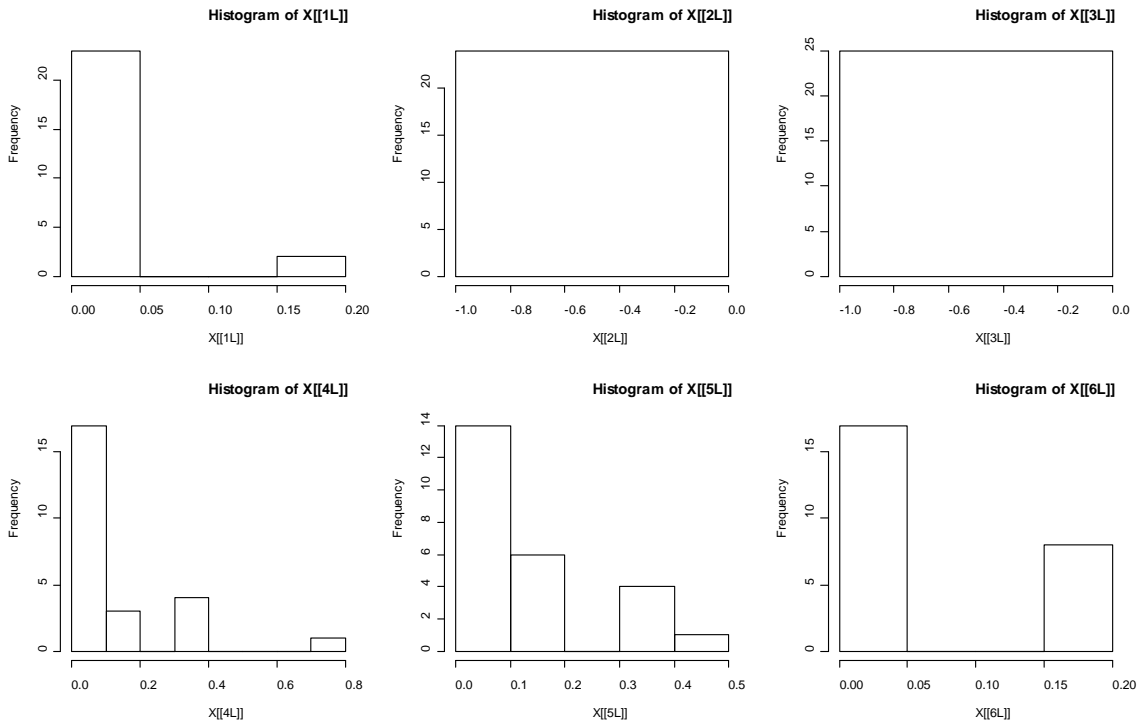 Histogram of X[[1L]]
Frequency
20
15
10
5
0
0.00 0.05 0.10 0.15 0.20
X[[1L]]
Histogram of X[[2L]]
Frequency
20
15
10
5
0
-1.0 -0.8 -0.6 -0.4 -0.2 0.0
X[[2L]]
Histogram of X[[3L]]
Frequency
25
20
15
10
5
0
-1.0 -0.8 -0.6 -0.4 -0.2 0.0
X[[3L]]
Histogram of X[[4L]]
Frequency
15
10
5
0
0.0 0.2 0.4 0.6 0.8
X[[4L]]
Histogram of X[[5L]]
Frequency
14
12
10
8
6
4
2
0
0.0 0.1 0.2 0.3 0.4 0.5
X[[5L]]
Histogram of X[[6L]]
Frequency
15
10
5
0
0.00 0.05 0.10 0.15 0.20
X[[6L]]